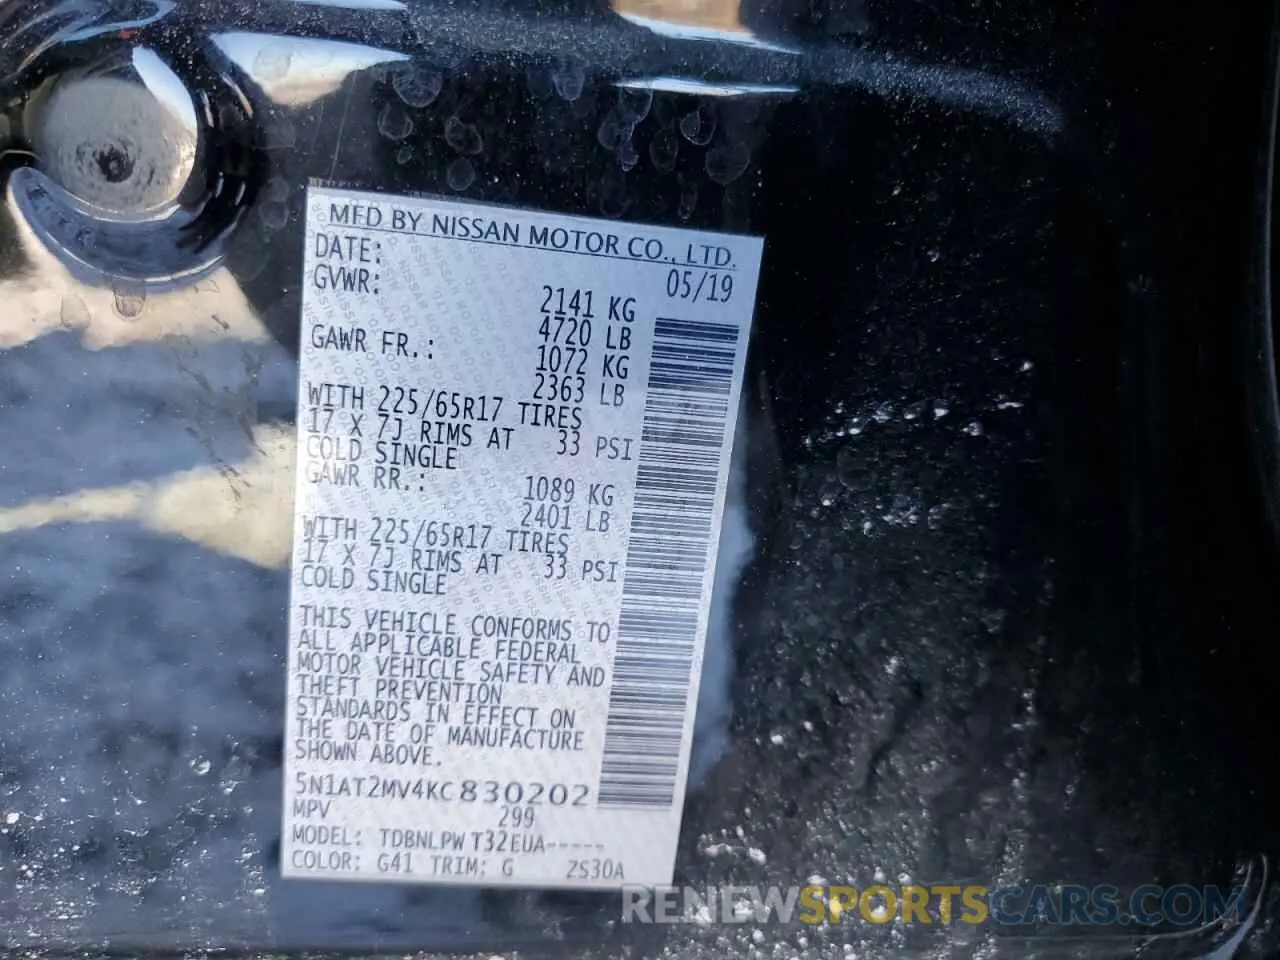 MFD BY NISSAN MOTOR CO., LTD.
DATE: 05/19
GVWR: 2141 KG
4720 LB
GAWR FR.: 1072 KG
2363 LB
WITH 225/65R17 TIRES
17 X 7J RIMS AT 33 PSI
COLD SINGLE
GAWR RR.: 1089 KG
2401 LB
WITH 225/65R17 TIRES
17 X 7J RIMS AT 33 PSI
COLD SINGLE
THIS VEHICLE CONFORMS TO
ALL APPLICABLE FEDERAL
MOTOR VEHICLE SAFETY AND
THEFT PREVENTION
STANDARDS IN EFFECT ON
THE DATE OF MANUFACTURE
SHOWN ABOVE.
5N1AT2MV4KC830202
MPV 299
MODEL: TDBNLPW T32EUA-----
COLOR: G41 TRIM: G ZS30A
RENEWSPORTSCARS.COM